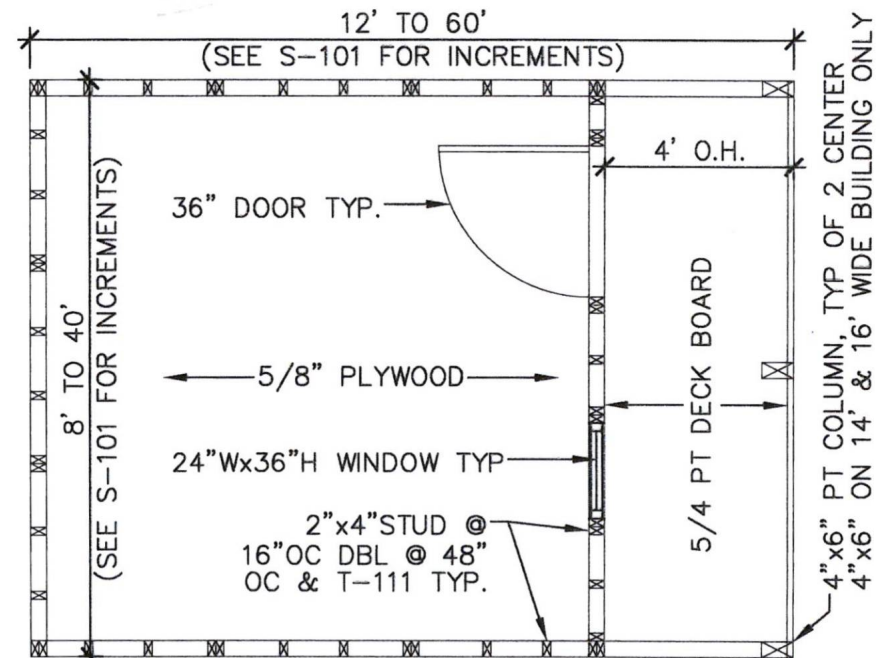 12' TO 60'
(SEE S-101 FOR INCREMENTS)
4' O.H.
36" DOOR TYP.
8' TO 40'
(SEE S-101 FOR INCREMENTS)
5/8" PLYWOOD
24"Wx36"H WINDOW TYP
2"x4"STUD @
16"OC DBL @ 48"
OC & T-111 TYP.
5/4 PT DECK BOARD
4"x6" PT COLUMN, TYP OF 2 CENTER
4"x6" ON 14' & 16' WIDE BUILDING ONLY